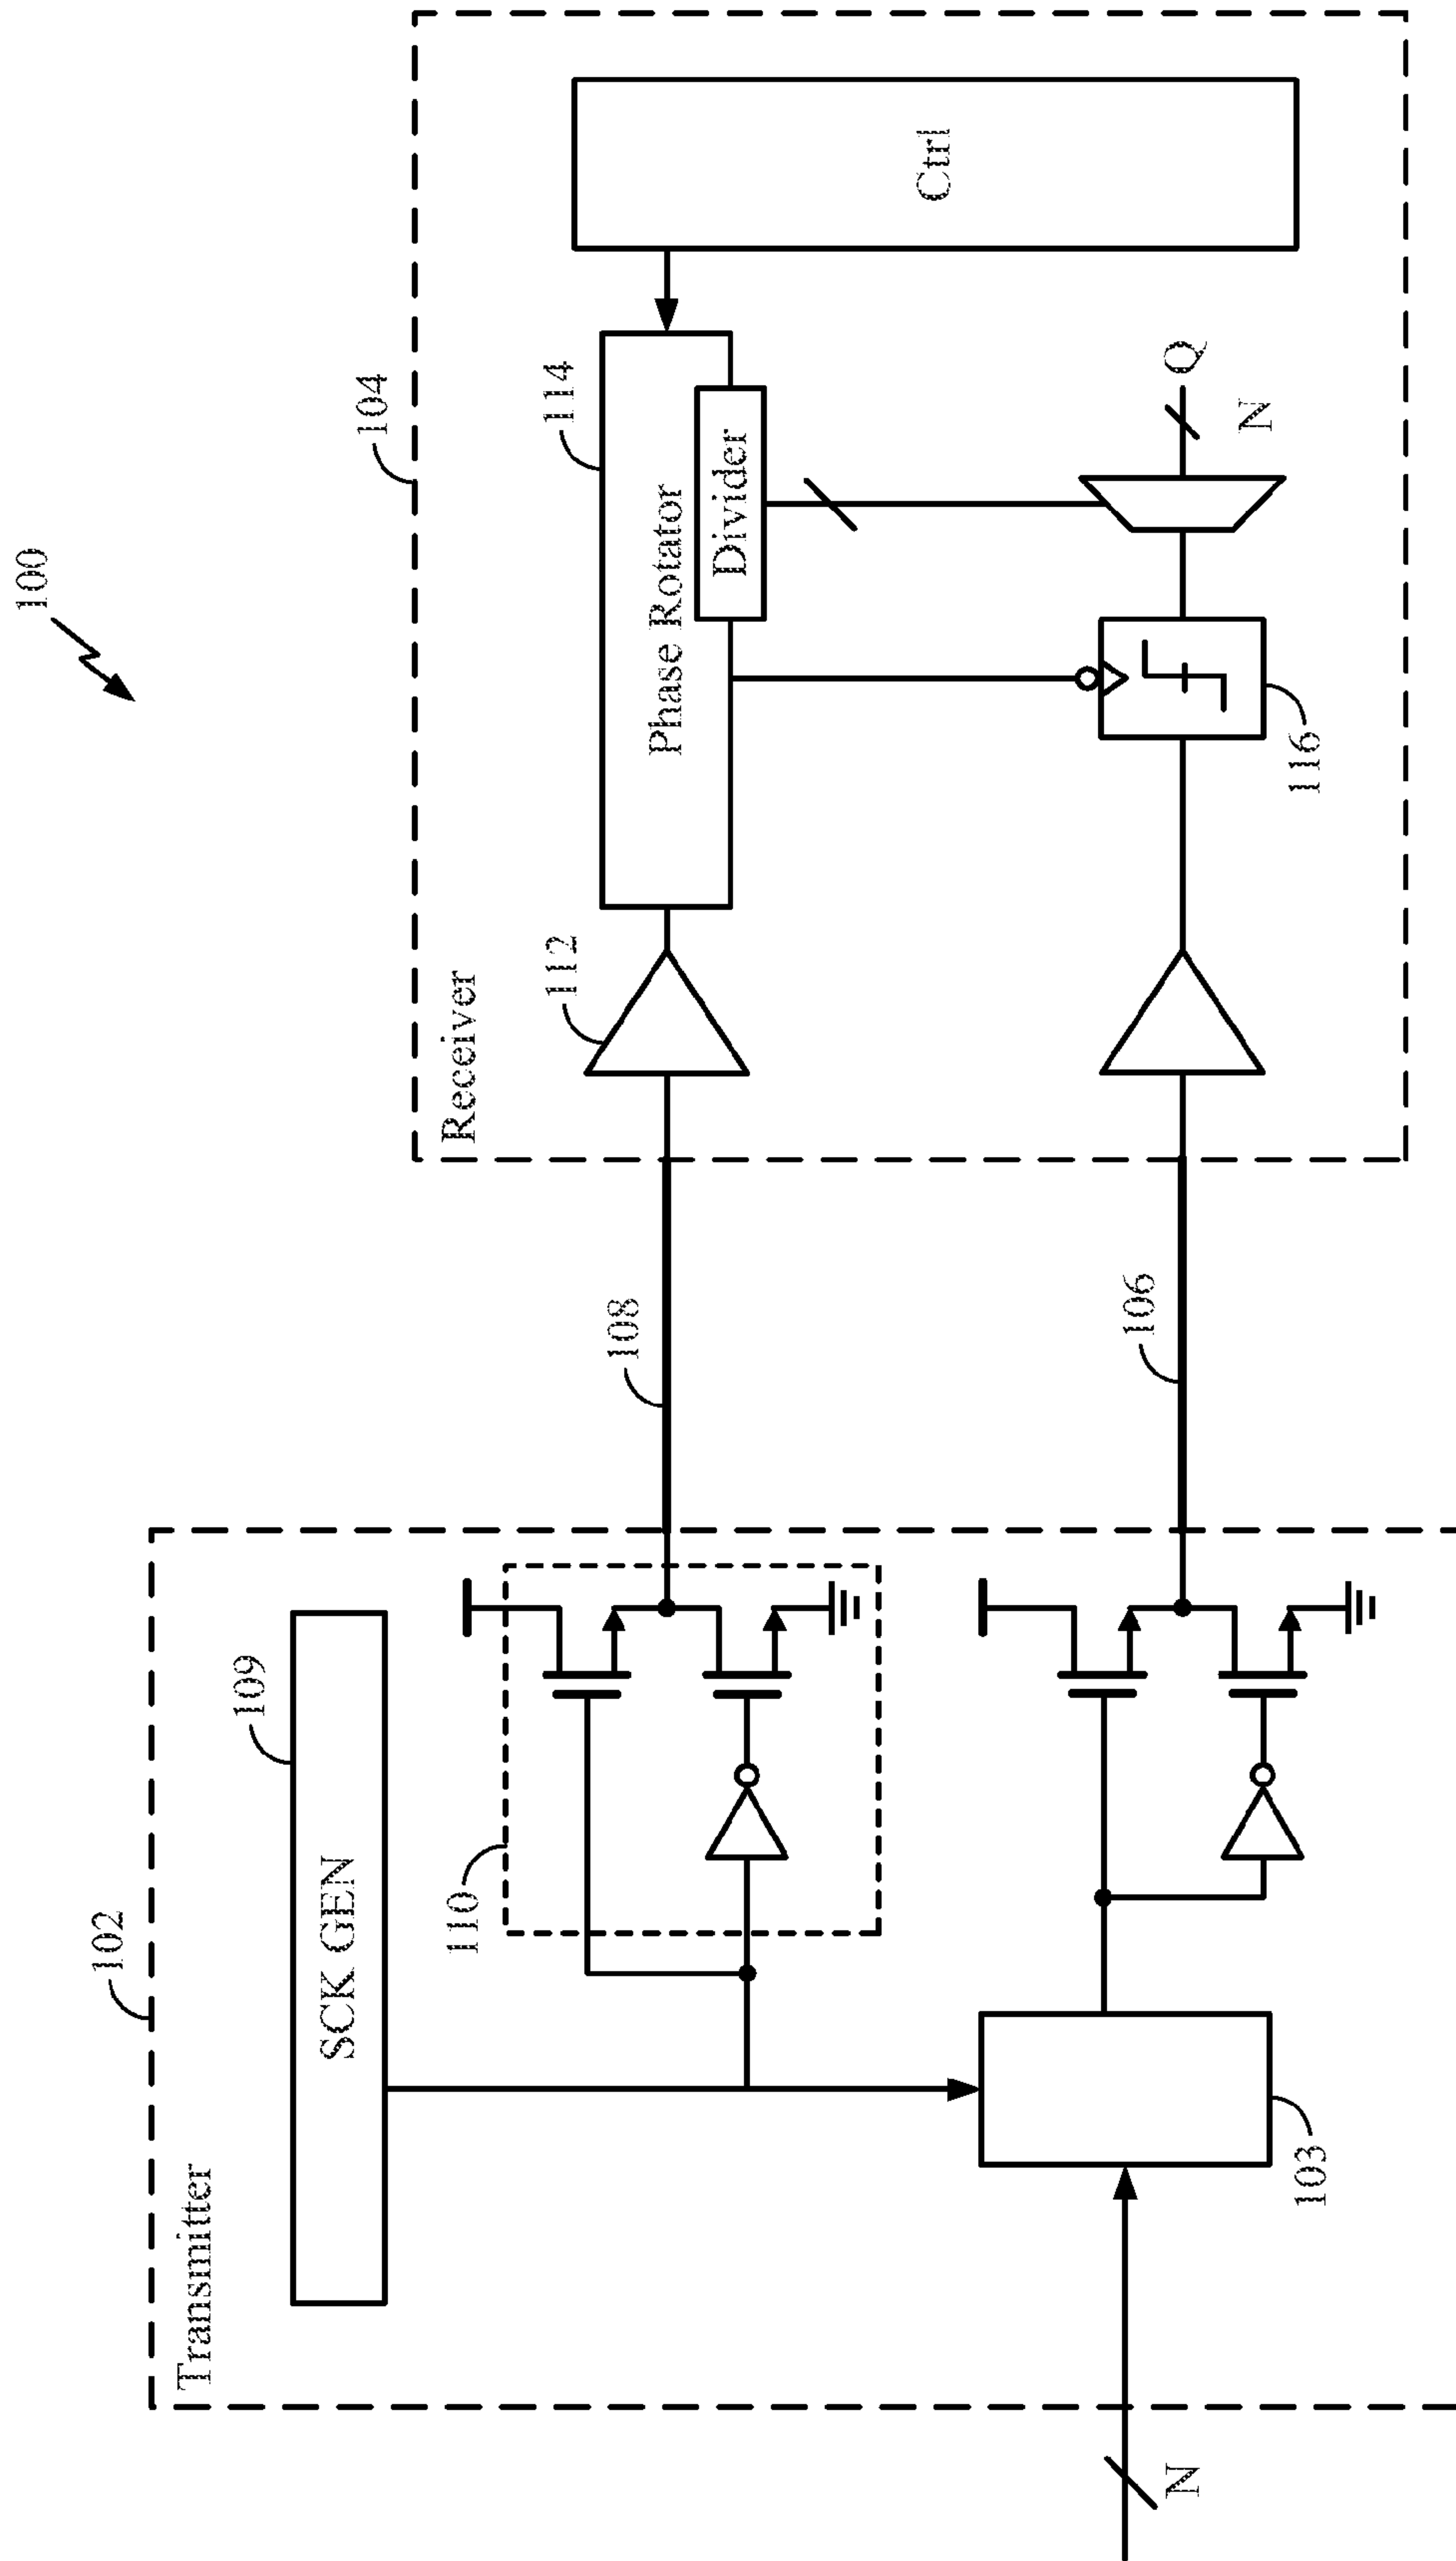 100
102
Transmitter
109
SCK GEN
110
103
N
108
106
104
Receiver
112
114
Phase Rotator
Divider
Ctrl
116
Q
N